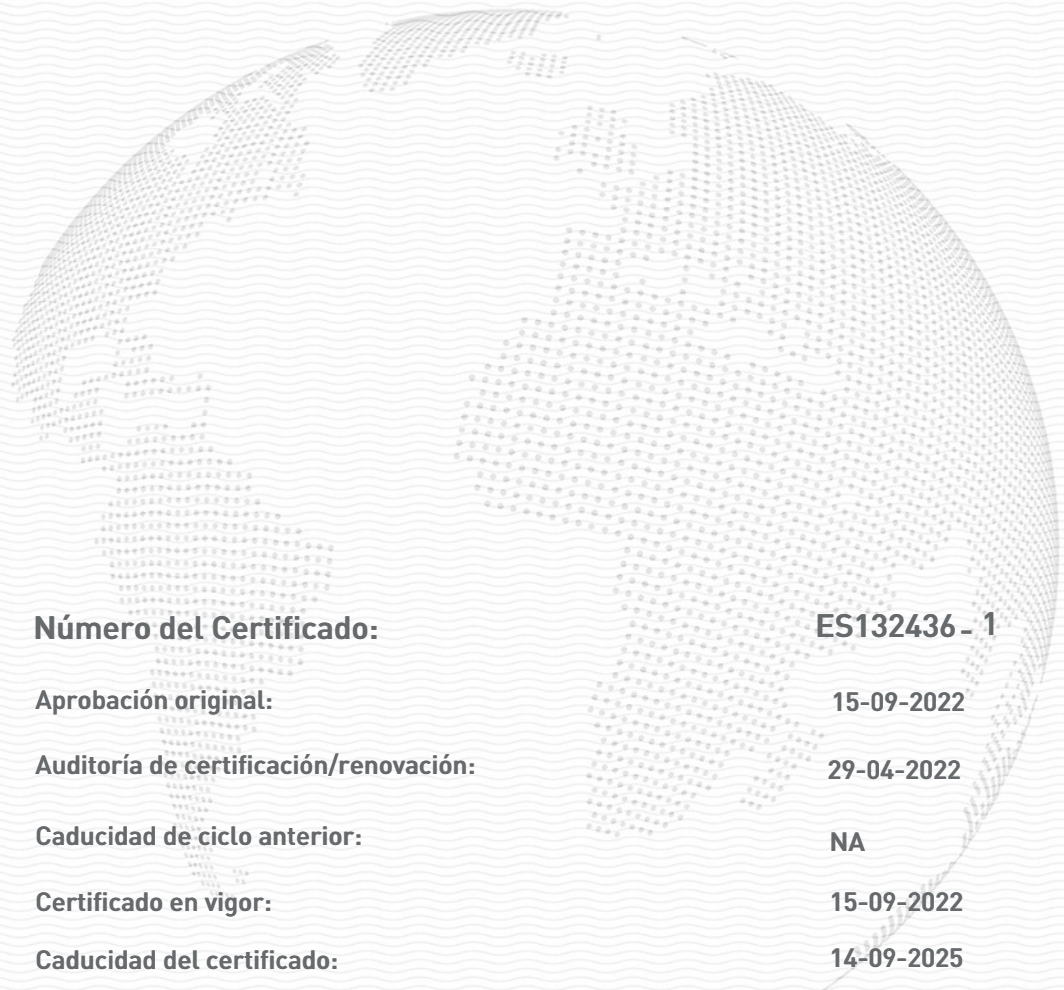 Número del Certificado: ES132436 - 1
Aprobación original: 15-09-2022
Auditoría de certificación/renovación: 29-04-2022
Caducidad de ciclo anterior: NA
Certificado en vigor: 15-09-2022
Caducidad del certificado: 14-09-2025